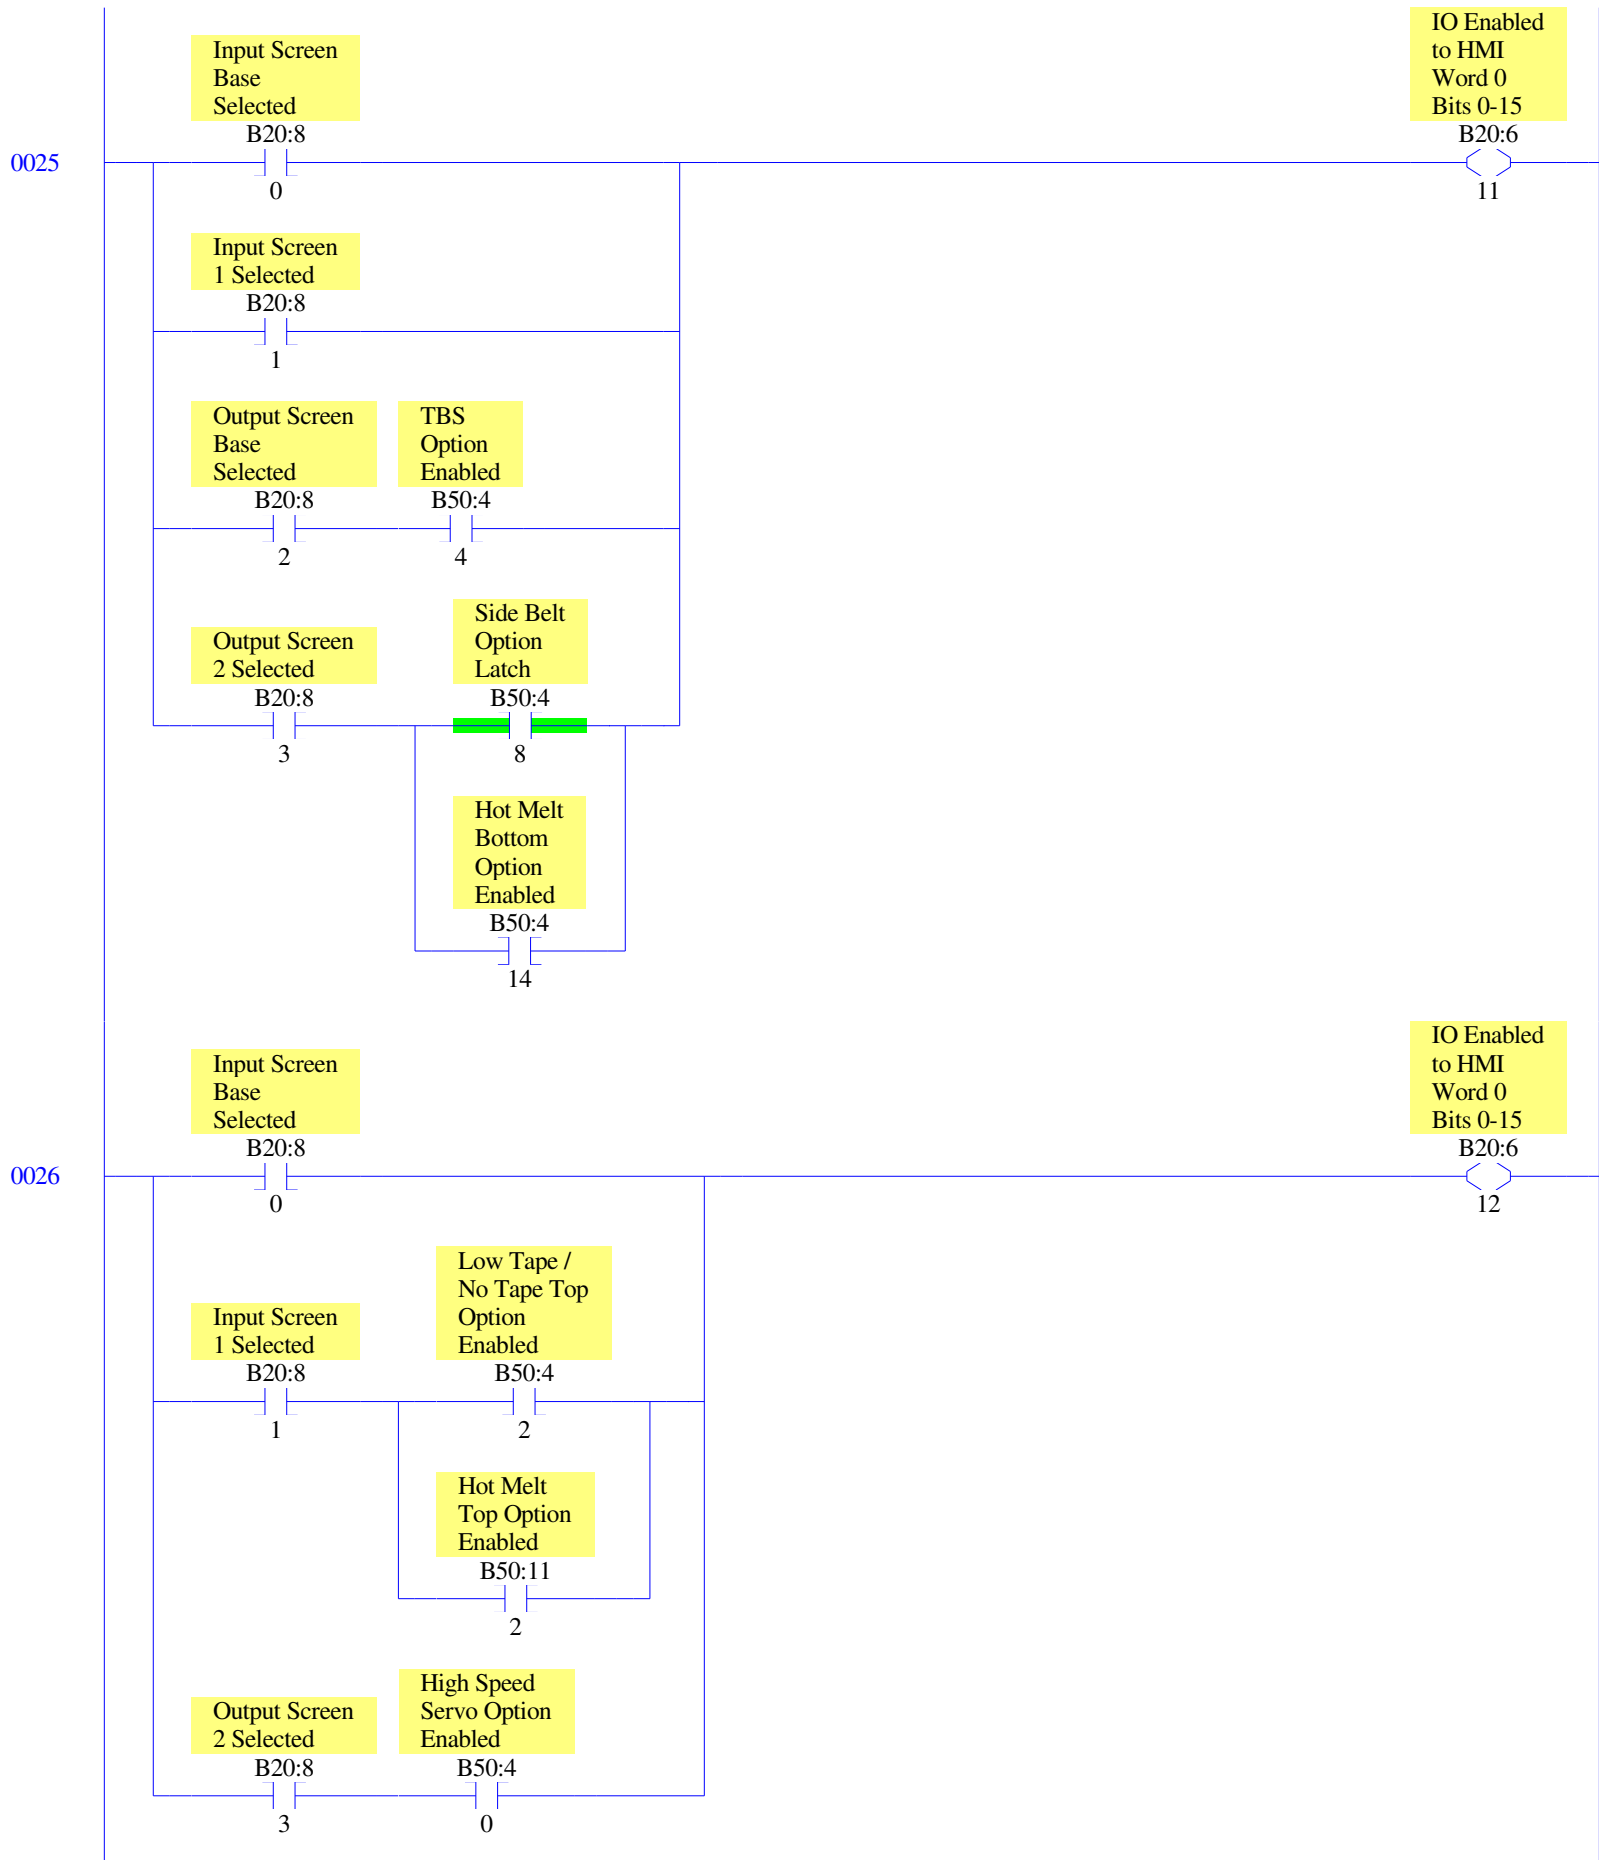 Input Screen
Base
Selected
B20:8
0
IO Enabled
to HMI
Word 0
Bits 0-15
B20:6
11
0025
Input Screen
1 Selected
B20:8
1
Output Screen
Base
Selected
B20:8
2
TBS
Option
Enabled
B50:4
4
Output Screen
2 Selected
B20:8
3
Side Belt
Option
Latch
B50:4
8
Hot Melt
Bottom
Option
Enabled
B50:4
14
Input Screen
Base
Selected
B20:8
0
IO Enabled
to HMI
Word 0
Bits 0-15
B20:6
12
0026
Input Screen
1 Selected
B20:8
1
Low Tape /
No Tape Top
Option
Enabled
B50:4
2
Hot Melt
Top Option
Enabled
B50:11
2
Output Screen
2 Selected
B20:8
3
High Speed
Servo Option
Enabled
B50:4
0